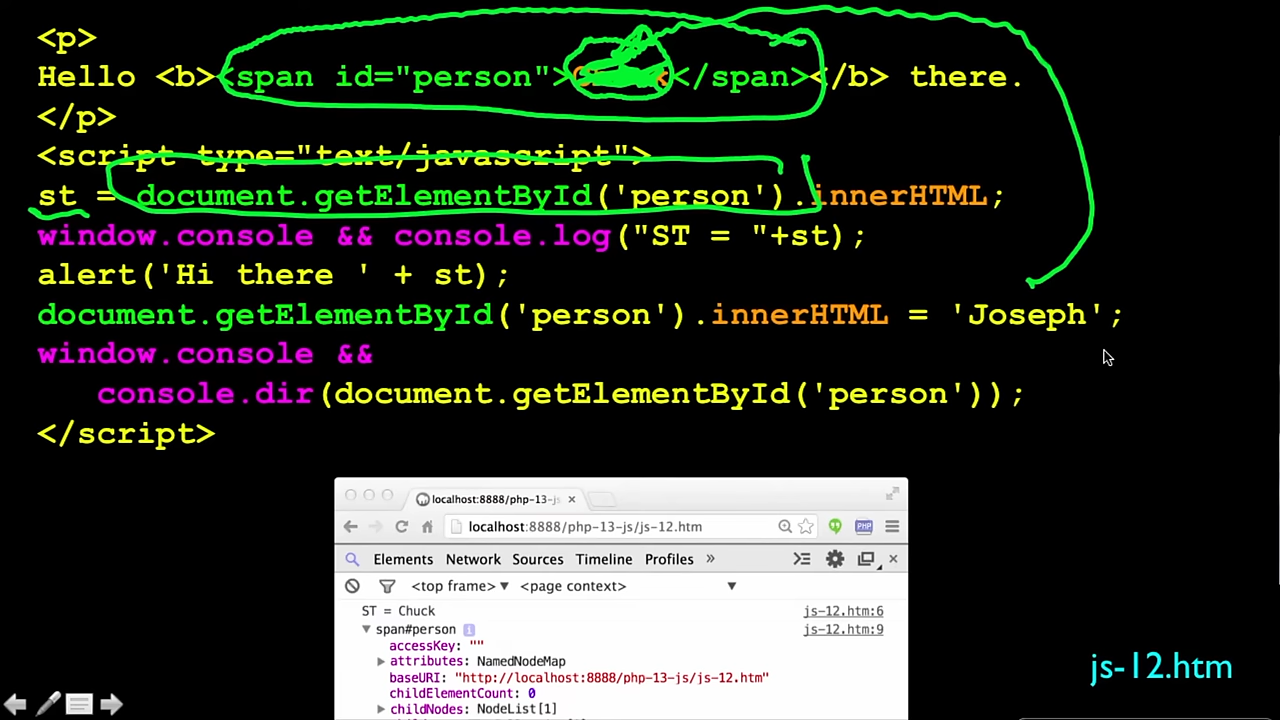 <p>
Hello <b><span id="person"></span></b> there.
</p>
<script type="text/javascript">
st = document.getElementById('person').innerHTML;
window.console && console.log("ST = "+st);
alert('Hi there ' + st);
document.getElementById('person').innerHTML = 'Joseph';
window.console &&
console.dir(document.getElementById('person'));
</script>
localhost:8888/php-13-js
localhost:8888/php-13-js/js-12.htm
PHP
Elements Network Sources Timeline Profiles »
<top frame> ▼ <page context> ▼
ST = Chuck js-12.htm:6
▼ span#person i js-12.htm:9
accessKey: ""
▶ attributes: NamedNodeMap
baseURI: "http://localhost:8888/php-13-js/js-12.htm"
childElementCount: 0
▶ childNodes: NodeList[1]
js-12.htm